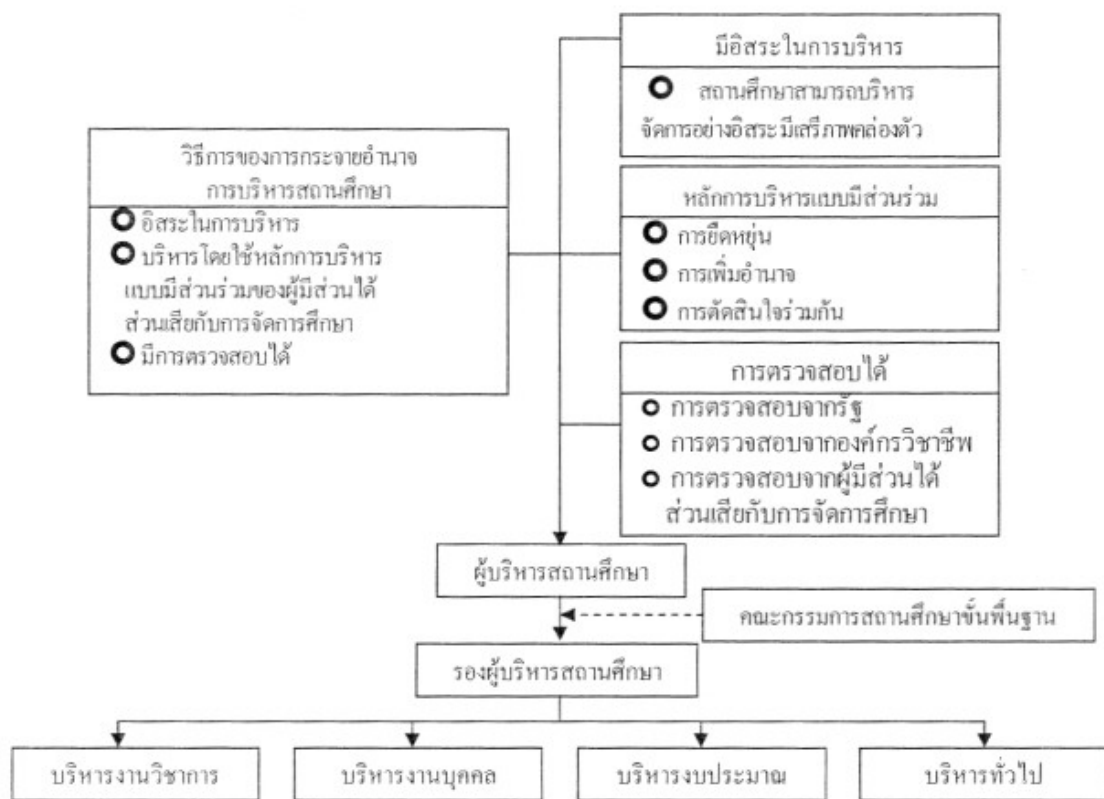 มีอิสระในการบริหาร
สถานศึกษาสามารถบริหาร
จัดการอย่างอิสระ มีเสรีภาพคล่องตัว
วิธีการของการกระจายอำนาจ
การบริหารสถานศึกษา
อิสระในการบริหาร
บริหารโดยใช้หลักการบริหาร
แบบมีส่วนร่วมของผู้มีส่วนได้
ส่วนเสียกับการจัดการศึกษา
มีการตรวจสอบได้
หลักการบริหารแบบมีส่วนร่วม
การยืดหยุ่น
การเพิ่มอำนาจ
การตัดสินใจร่วมกัน
การตรวจสอบได้
การตรวจสอบจากรัฐ
การตรวจสอบจากองค์กรวิชาชีพ
การตรวจสอบจากผู้มีส่วนได้
ส่วนเสียกับการจัดการศึกษา
ผู้บริหารสถานศึกษา
คณะกรรมการสถานศึกษาขั้นพื้นฐาน
รองผู้บริหารสถานศึกษา
บริหารงานวิชาการ
บริหารงานบุคคล
บริหารงบประมาณ
บริหารทั่วไป